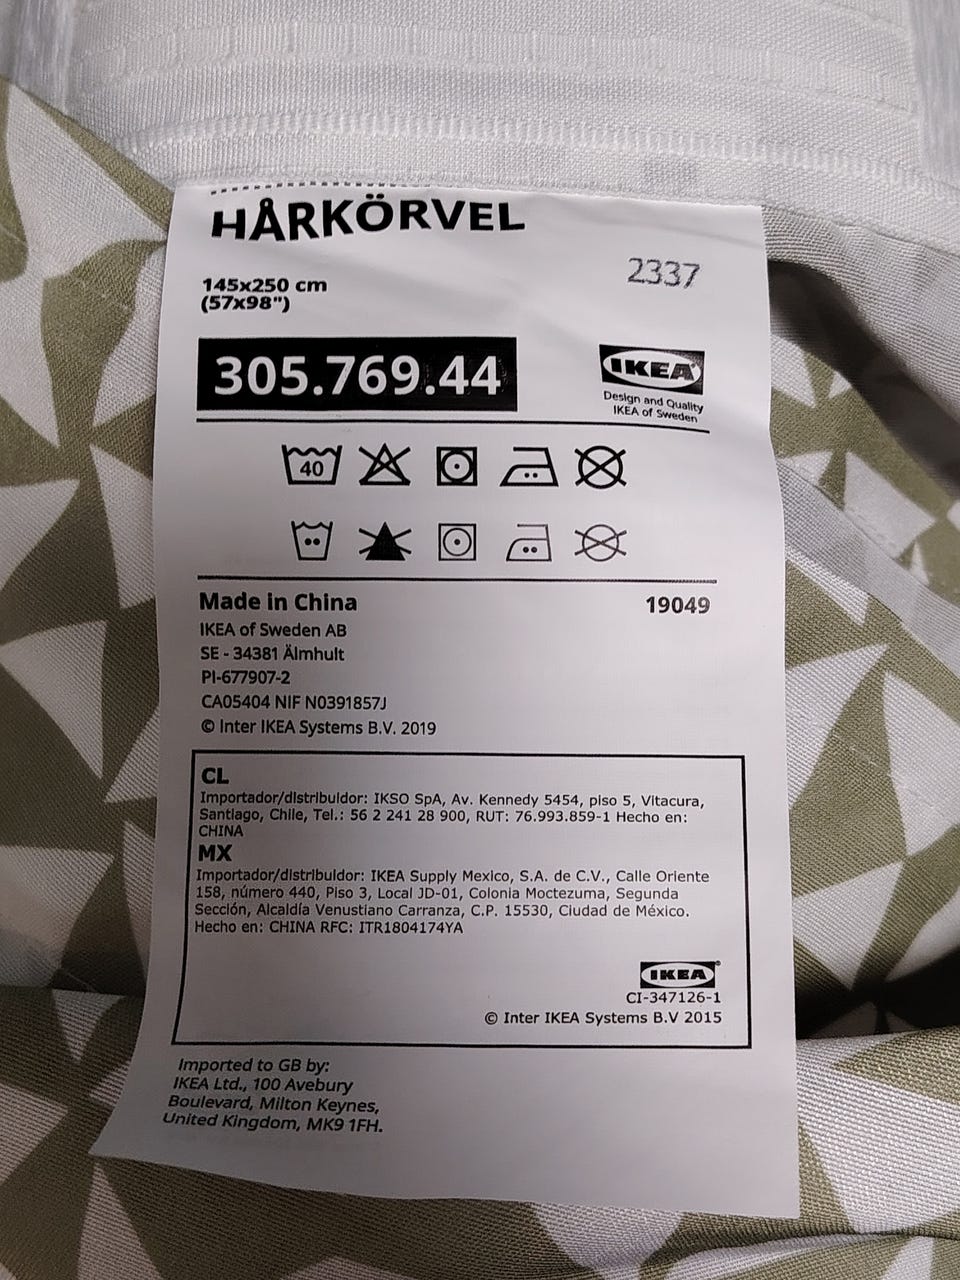 HÅRKÖRVEL
2337
145x250 cm
(57x98")
305.769.44
IKEA
Design and Quality
IKEA of Sweden
40
Made in China
19049
IKEA of Sweden AB
SE - 34381 Älmhult
PI-677907-2
CA05404 NIF N0391857J
© Inter IKEA Systems B.V. 2019
CL
Importador/distribuidor: IKSO SpA, Av. Kennedy 5454, piso 5, Vitacura,
Santiago, Chile, Tel.: 56 2 241 28 900, RUT: 76.993.859-1 Hecho en:
CHINA
MX
Importador/distribuidor: IKEA Supply Mexico, S.A. de C.V., Calle Oriente
158, número 440, Piso 3, Local JD-01, Colonia Moctezuma, Segunda
Sección, Alcaldía Venustiano Carranza, C.P. 15530, Ciudad de México.
Hecho en: CHINA RFC: ITR1804174YA
IKEA
CI-347126-1
© Inter IKEA Systems B.V 2015
Imported to GB by:
IKEA Ltd., 100 Avebury
Boulevard, Milton Keynes,
United Kingdom, MK9 1FH.